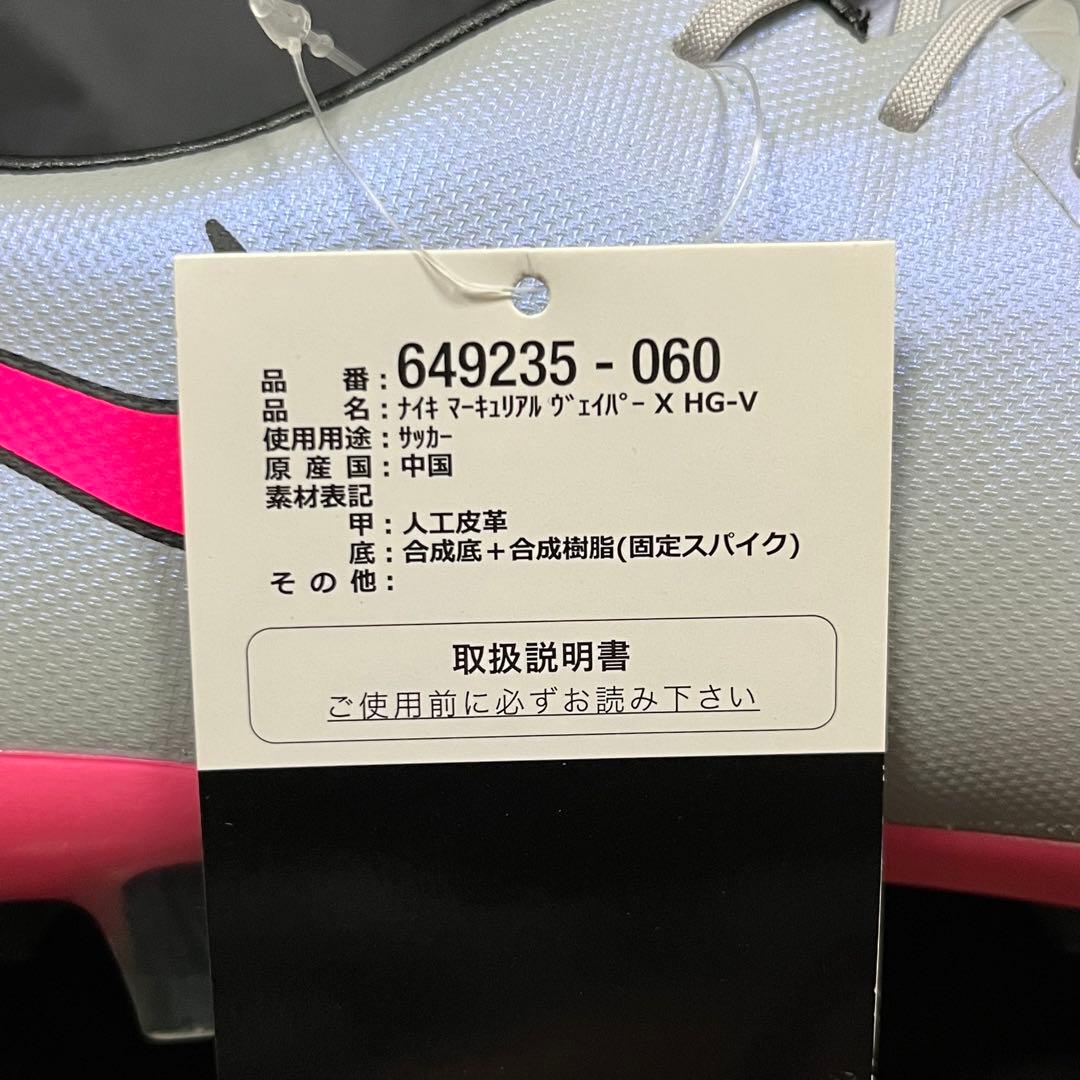 品 番：649235 - 060
品 名：ﾅｲｷ ﾏｰｷｭﾘｱﾙ ｳﾞｪｲﾊﾟｰ X HG-V
使用用途：ｻｯｶｰ
原 産 国：中国
素材表記
甲：人工皮革
底：合成底＋合成樹脂(固定スパイク)
そ の 他：
取扱説明書
ご使用前に必ずお読み下さい